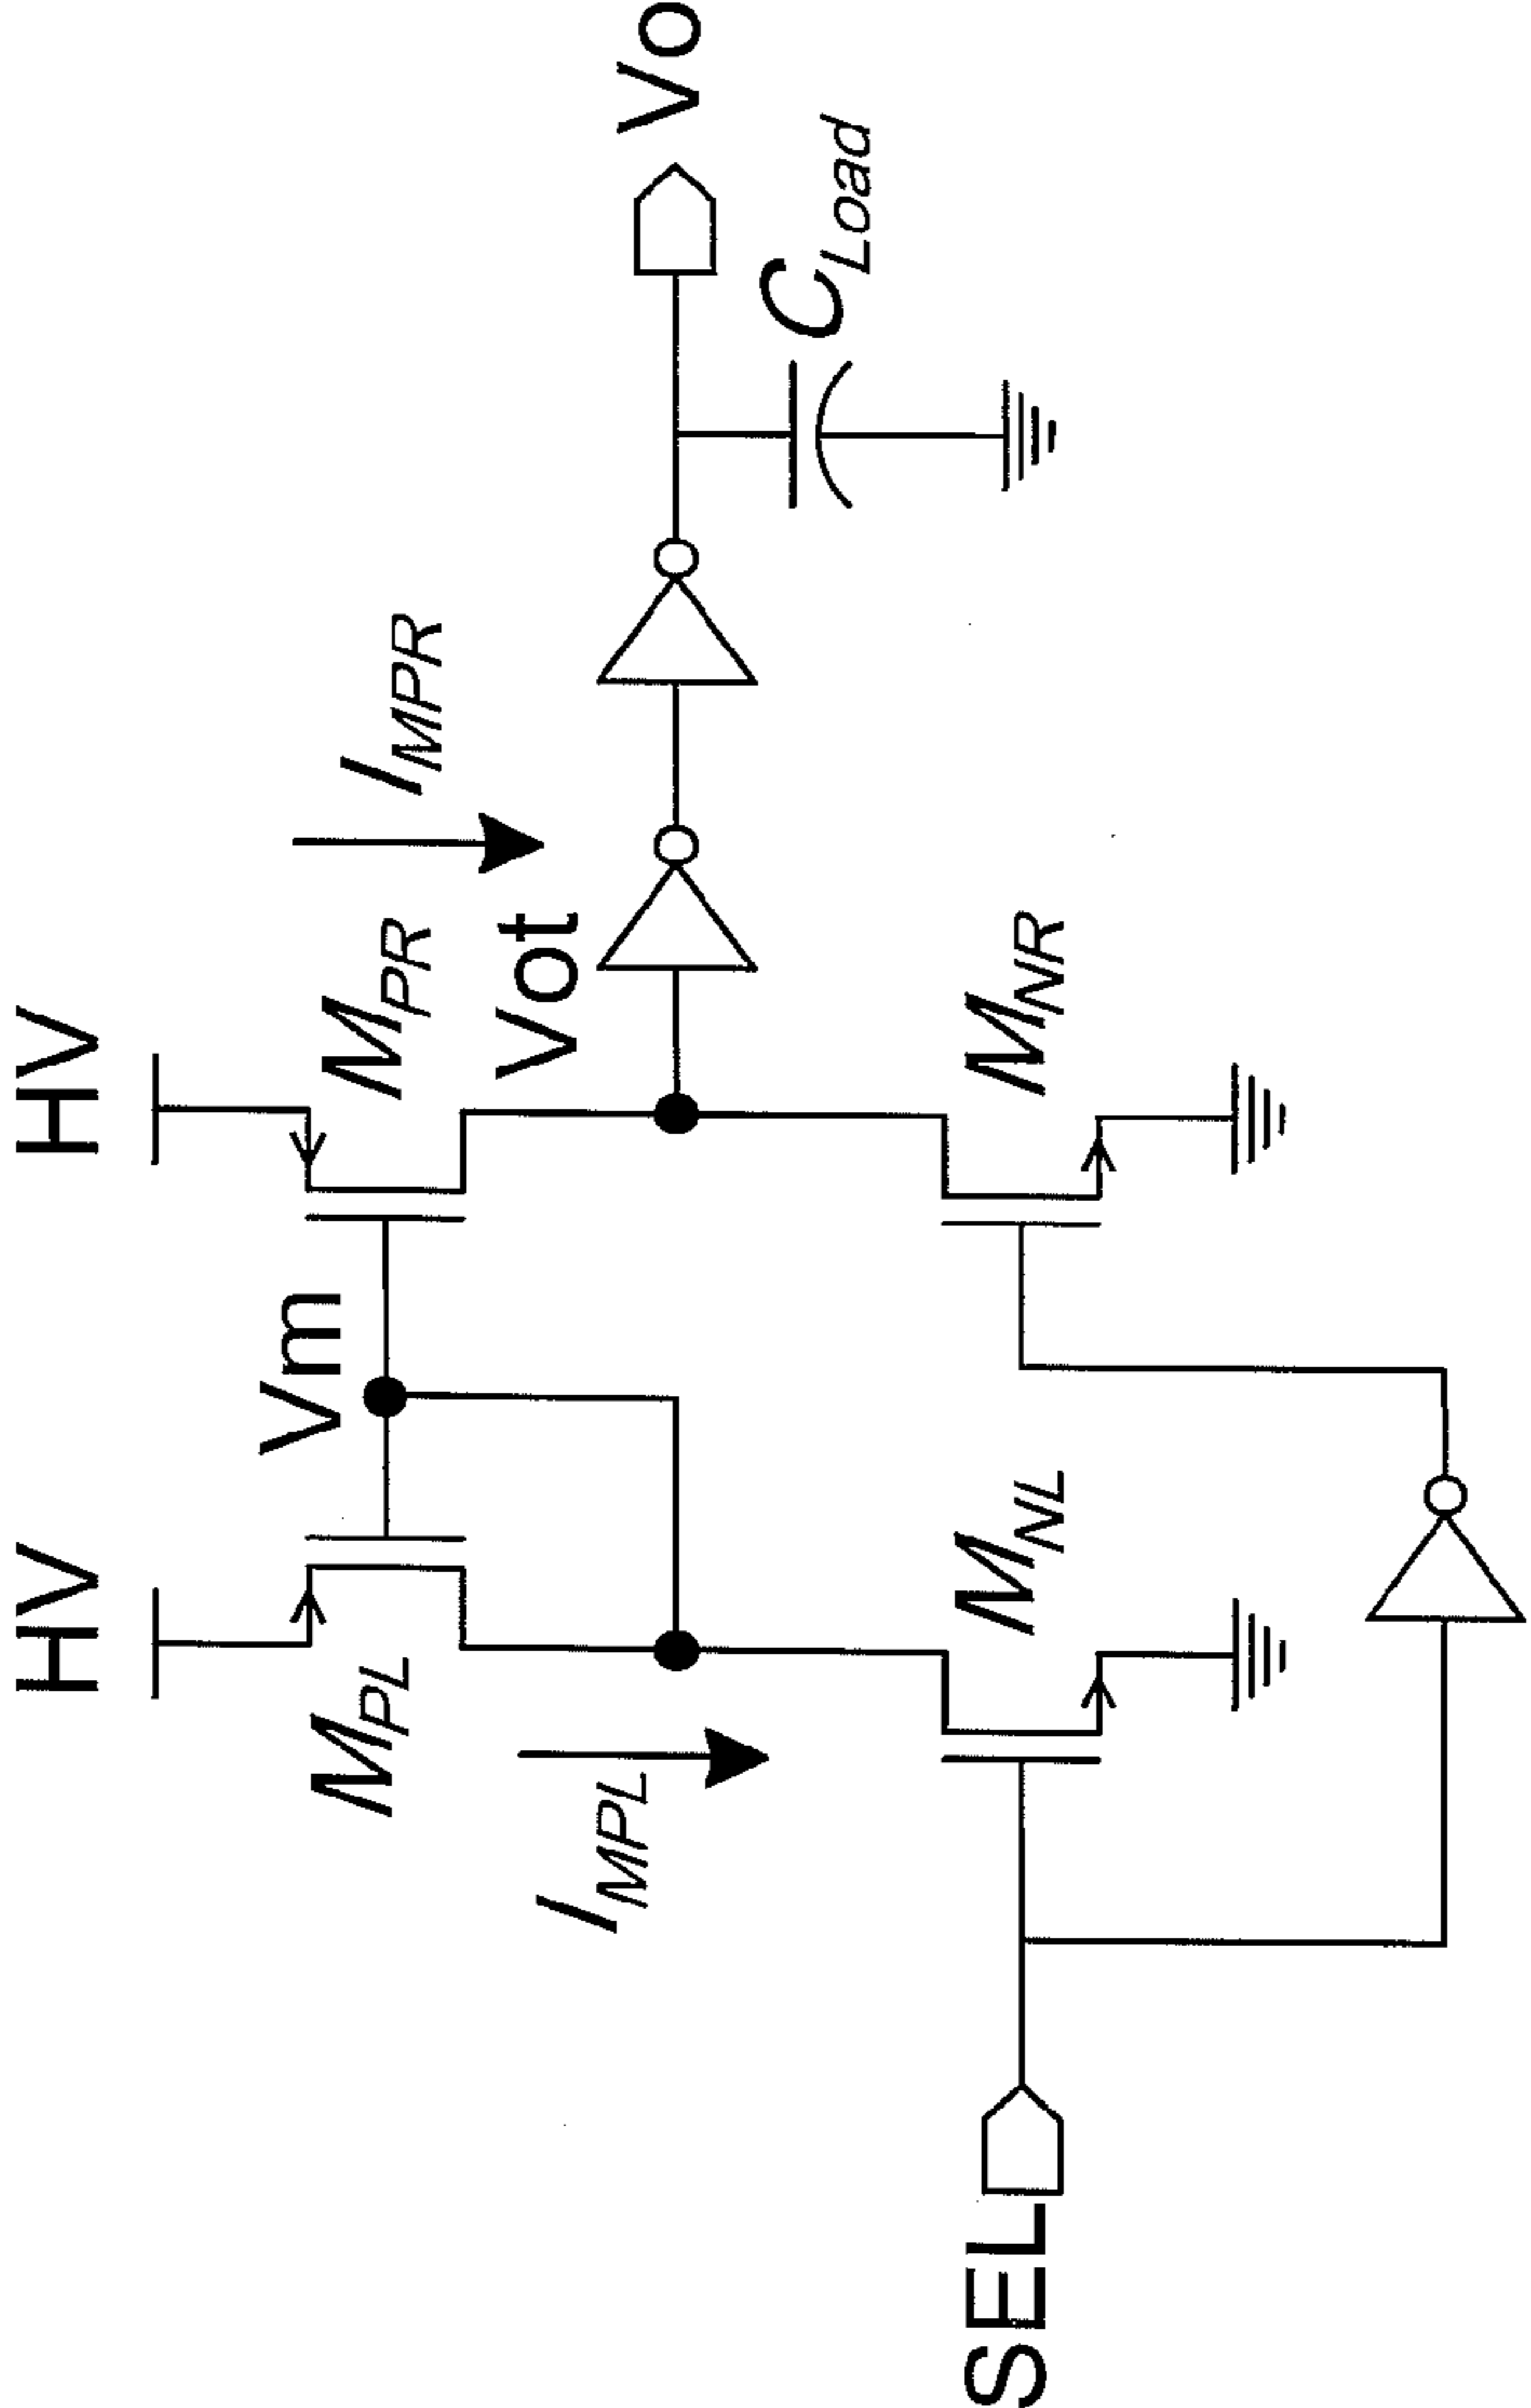 HV
HV
M_PL
Vm
M_PR
I_MPR
Vot
Vo
I_MPL
C_Load
SEL
M_NL
M_NR